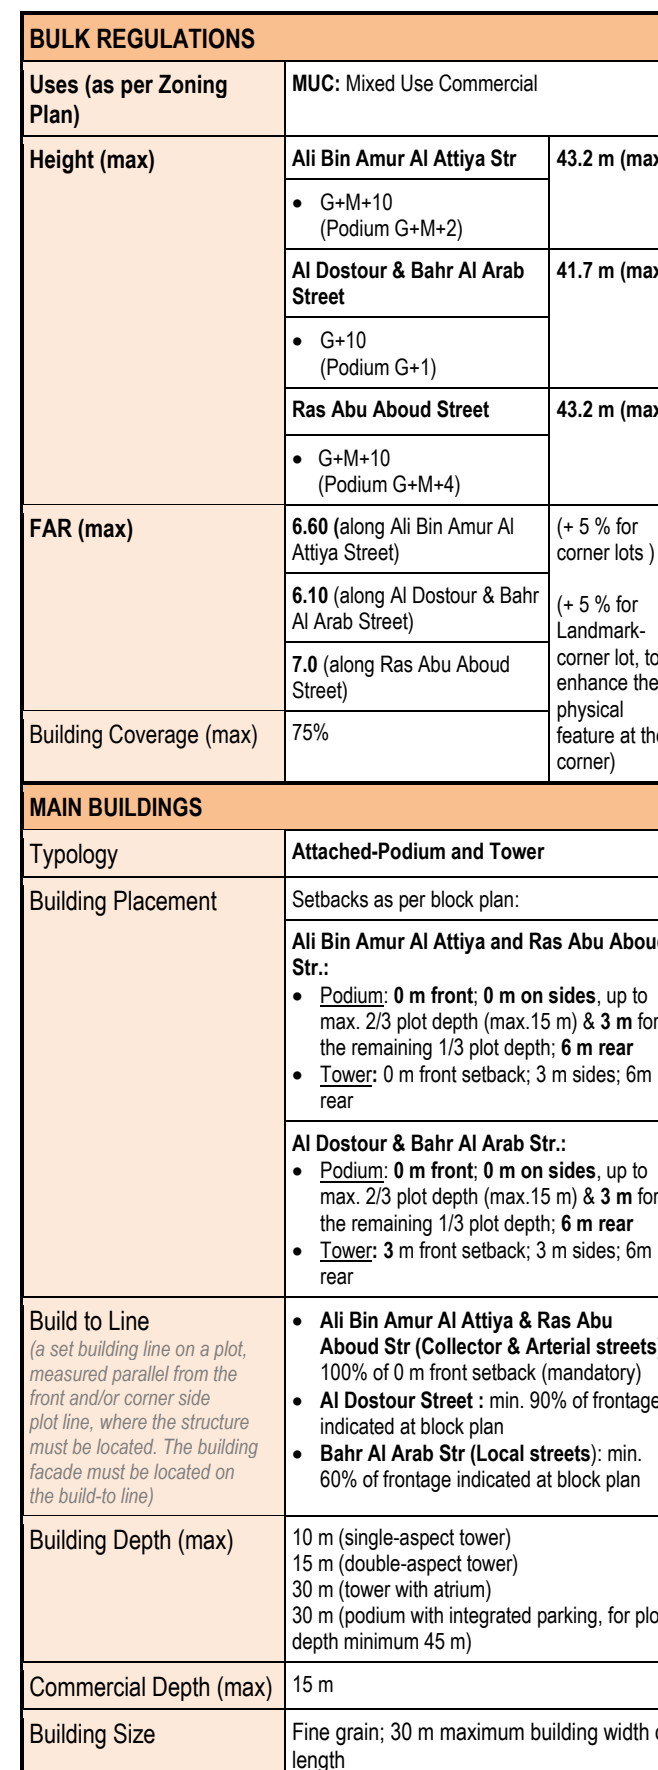 BULK REGULATIONS
Uses (as per Zoning
Plan)
MUC: Mixed Use Commercial
Height (max)
Ali Bin Amur Al Attiya Str
43.2 m (max
• G+M+10
(Podium G+M+2)
Al Dostour & Bahr Al Arab
Street
41.7 m (max
• G+10
(Podium G+1)
Ras Abu Aboud Street
43.2 m (max
• G+M+10
(Podium G+M+4)
FAR (max)
6.60 (along Ali Bin Amur Al
Attiya Street)
6.10 (along Al Dostour & Bahr
Al Arab Street)
7.0 (along Ras Abu Aboud
Street)
(+ 5 % for
corner lots )
(+ 5 % for
Landmark-
corner lot, to
enhance the
physical
feature at the
corner)
Building Coverage (max)
75%
MAIN BUILDINGS
Typology
Attached-Podium and Tower
Building Placement
Setbacks as per block plan:
Ali Bin Amur Al Attiya and Ras Abu Aboud
Str.:
• Podium: 0 m front; 0 m on sides, up to
max. 2/3 plot depth (max.15 m) & 3 m for
the remaining 1/3 plot depth; 6 m rear
• Tower: 0 m front setback; 3 m sides; 6m
rear
Al Dostour & Bahr Al Arab Str.:
• Podium: 0 m front; 0 m on sides, up to
max. 2/3 plot depth (max.15 m) & 3 m for
the remaining 1/3 plot depth; 6 m rear
• Tower: 3 m front setback; 3 m sides; 6m
rear
Build to Line
(a set building line on a plot,
measured parallel from the
front and/or corner side
plot line, where the structure
must be located. The building
facade must be located on
the build-to line)
• Ali Bin Amur Al Attiya & Ras Abu
Aboud Str (Collector & Arterial streets)
100% of 0 m front setback (mandatory)
• Al Dostour Street : min. 90% of frontage
indicated at block plan
• Bahr Al Arab Str (Local streets): min.
60% of frontage indicated at block plan
Building Depth (max)
10 m (single-aspect tower)
15 m (double-aspect tower)
30 m (tower with atrium)
30 m (podium with integrated parking, for plo
depth minimum 45 m)
Commercial Depth (max)
15 m
Building Size
Fine grain; 30 m maximum building width
length